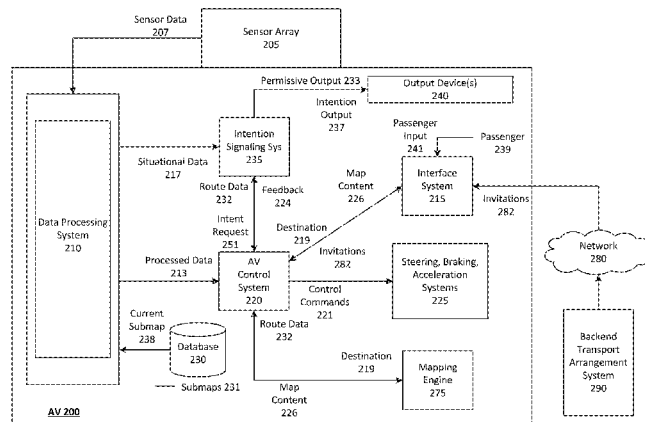 Sensor Data
207
Sensor Array
205
Permissive Output 233
Output Device(s)
240
Intention
Output
237
Passenger
Input
241
Passenger
239
Intention
Signaling Sys
235
Situational Data
217
Route Data
232
Feedback
224
Map
Content
226
Interface
System
215
Invitations
282
Data Processing
System
210
Intent
Request
251
Destination
219
Invitations
282
Network
280
Processed Data
213
AV
Control
System
220
Control
Commands
221
Steering, Braking,
Acceleration
Systems
225
Current
Submap
238
Database
230
Route Data
232
Destination
219
Mapping
Engine
275
Backend
Transport
Arrangement
System
290
Submaps 231
Map
Content
226
AV 200